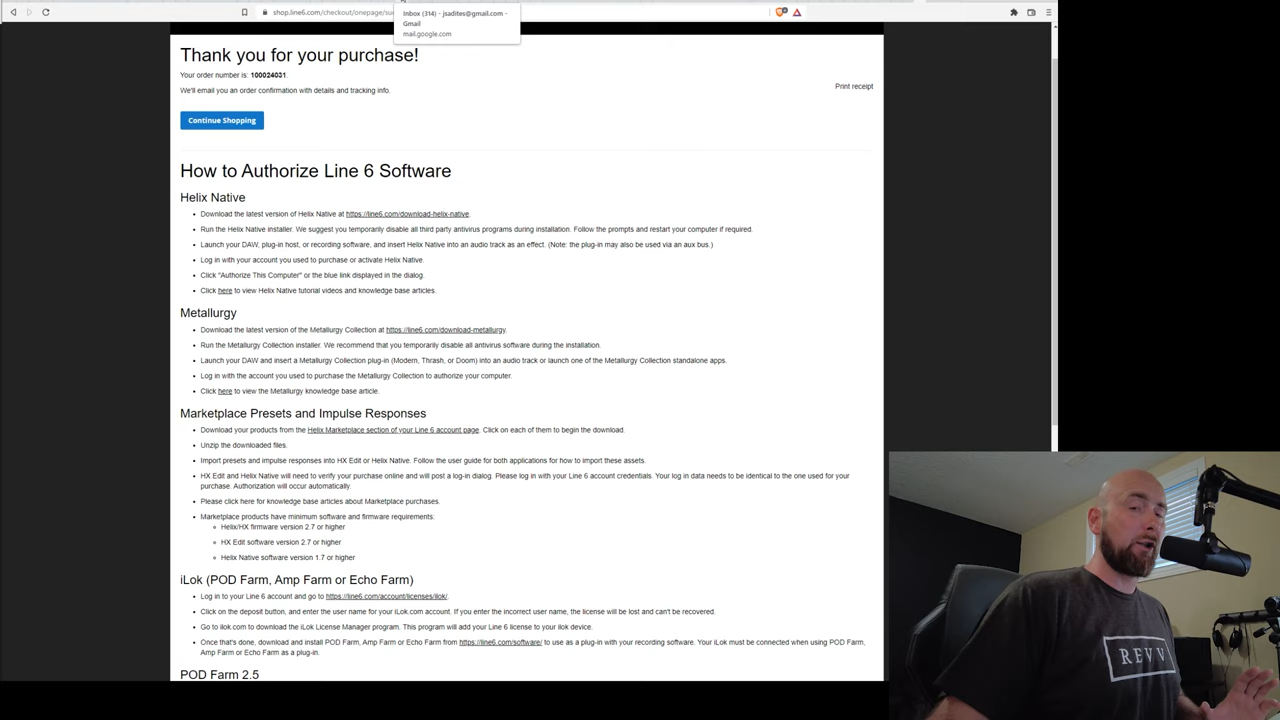 shop.line6.com/checkout/onepage/suc
Inbox (314) - jsadites@gmail.com -
Gmail
mail.google.com
Thank you for your purchase!
Your order number is: 100024031.
We'll email you an order confirmation with details and tracking info.
Print receipt
Continue Shopping
How to Authorize Line 6 Software
Helix Native
• Download the latest version of Helix Native at https://line6.com/download-helix-native.
• Run the Helix Native installer. We suggest you temporarily disable all third party antivirus programs during installation. Follow the prompts and restart your computer if required.
• Launch your DAW, plug-in host, or recording software, and insert Helix Native into an audio track as an effect. (Note: the plug-in may also be used via an aux bus.)
• Log in with your account you used to purchase or activate Helix Native.
• Click "Authorize This Computer" or the blue link displayed in the dialog.
• Click here to view Helix Native tutorial videos and knowledge base articles.
Metallurgy
• Download the latest version of the Metallurgy Collection at https://line6.com/download-metallurgy.
• Run the Metallurgy Collection installer. We recommend that you temporarily disable all antivirus software during the installation.
• Launch your DAW and insert a Metallurgy Collection plug-in (Modern, Thrash, or Doom) into an audio track or launch one of the Metallurgy Collection standalone apps.
• Log in with the account you used to purchase the Metallurgy Collection to authorize your computer.
• Click here to view the Metallurgy knowledge base article.
Marketplace Presets and Impulse Responses
• Download your products from the Helix Marketplace section of your Line 6 account page. Click on each of them to begin the download.
• Unzip the downloaded files.
• Import presets and impulse responses into HX Edit or Helix Native. Follow the user guide for both applications for how to import these assets.
• HX Edit and Helix Native will need to verify your purchase online and will post a log-in dialog. Please log in with your Line 6 account credentials. Your log in data needs to be identical to the one used for your
purchase. Authorization will occur automatically.
• Please click here for knowledge base articles about Marketplace purchases.
• Marketplace products have minimum software and firmware requirements:
Helix/HX firmware version 2.7 or higher
HX Edit software version 2.7 or higher
Helix Native software version 1.7 or higher
iLok (POD Farm, Amp Farm or Echo Farm)
• Log in to your Line 6 account and go to https://line6.com/account/licenses/ilok/.
• Click on the deposit button, and enter the user name for your iLok.com account. If you enter the incorrect user name, the license will be lost and can't be recovered.
• Go to ilok.com to download the iLok License Manager program. This program will add your Line 6 license to your ilok device.
• Once that's done, download and install POD Farm, Amp Farm or Echo Farm from https://line6.com/software/ to use as a plug-in with your recording software. Your iLok must be connected when using POD Farm,
Amp Farm or Echo Farm as a plug-in.
POD Farm 2.5
REVV